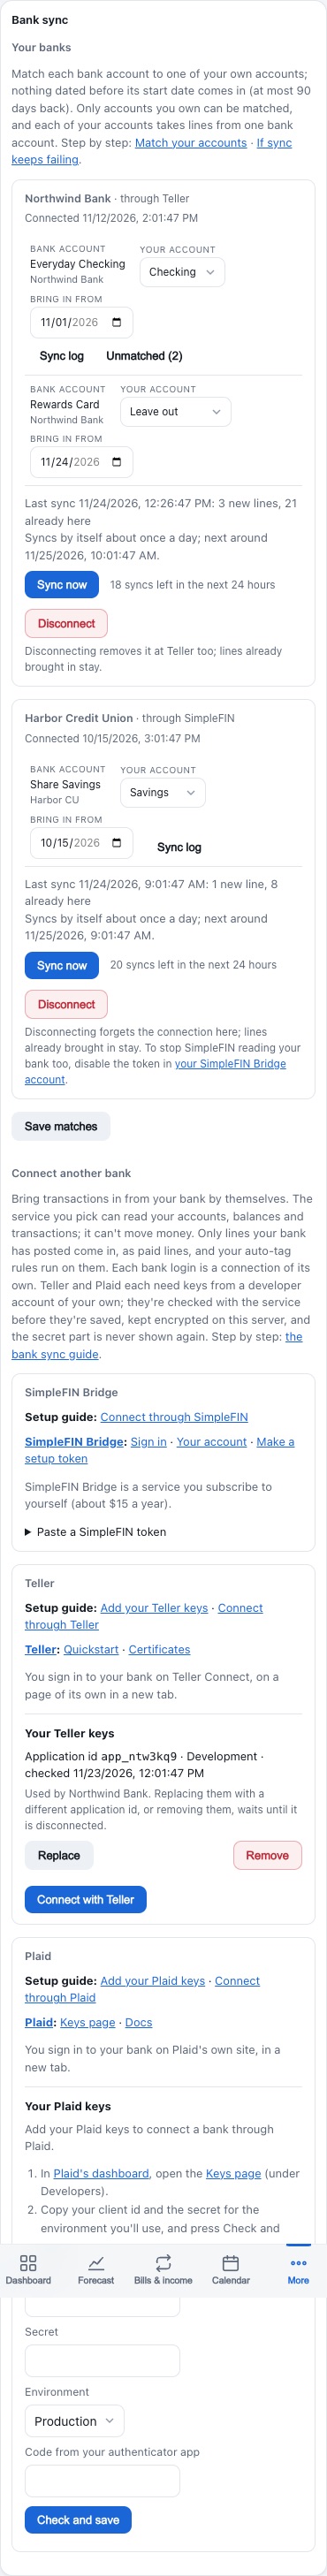 Bank sync
Your banks
Match each bank account to one of your own accounts;
nothing dated before its start date comes in (at most 90
days back). Only accounts you own can be matched,
and each of your accounts takes lines from one bank
account. Step by step: Match your accounts · If sync
keeps failing.
Northwind Bank · through Teller
Connected 11/12/2026, 2:01:47 PM
BANK ACCOUNT
Everyday Checking
Northwind Bank
YOUR ACCOUNT
Checking
BRING IN FROM
11/01/2026
Sync log
Unmatched (2)
BANK ACCOUNT
Rewards Card
Northwind Bank
YOUR ACCOUNT
Leave out
BRING IN FROM
11/24/2026
Last sync 11/24/2026, 12:26:47 PM: 3 new lines, 21
already here
Syncs by itself about once a day; next around
11/25/2026, 10:01:47 AM.
Sync now
18 syncs left in the next 24 hours
Disconnect
Disconnecting removes it at Teller too; lines already
brought in stay.
Harbor Credit Union · through SimpleFIN
Connected 10/15/2026, 3:01:47 PM
BANK ACCOUNT
Share Savings
Harbor CU
YOUR ACCOUNT
Savings
BRING IN FROM
10/15/2026
Sync log
Last sync 11/24/2026, 9:01:47 AM: 1 new line, 8
already here
Syncs by itself about once a day; next around
11/25/2026, 9:01:47 AM.
Sync now
20 syncs left in the next 24 hours
Disconnect
Disconnecting forgets the connection here; lines
already brought in stay. To stop SimpleFIN reading your
bank too, disable the token in your SimpleFIN Bridge
account.
Save matches
Connect another bank
Bring transactions in from your bank by themselves. The
service you pick can read your accounts, balances and
transactions; it can't move money. Only lines your bank
has posted come in, as paid lines, and your auto-tag
rules run on them. Each bank login is a connection of its
own. Teller and Plaid each need keys from a developer
account of your own; they're checked with the service
before they're saved, kept encrypted on this server, and
the secret part is never shown again. Step by step: the
bank sync guide.
SimpleFIN Bridge
Setup guide: Connect through SimpleFIN
SimpleFIN Bridge: Sign in · Your account · Make a
setup token
SimpleFIN Bridge is a service you subscribe to
yourself (about $15 a year).
Paste a SimpleFIN token
Teller
Setup guide: Add your Teller keys · Connect
through Teller
Teller: Quickstart · Certificates
You sign in to your bank on Teller Connect, on a
page of its own in a new tab.
Your Teller keys
Application id app_ntw3kq9 · Development ·
checked 11/23/2026, 12:01:47 PM
Used by Northwind Bank. Replacing them with a
different application id, or removing them, waits until it
is disconnected.
Replace
Remove
Connect with Teller
Plaid
Setup guide: Add your Plaid keys · Connect
through Plaid
Plaid: Keys page · Docs
You sign in to your bank on Plaid's own site, in a
new tab.
Your Plaid keys
Add your Plaid keys to connect a bank through
Plaid.
1. In Plaid's dashboard, open the Keys page (under
Developers).
2. Copy your client id and the secret for the
environment you'll use, and press Check and
Dashboard
Forecast
Bills & income
Calendar
More
Secret
Environment
Production
Code from your authenticator app
Check and save